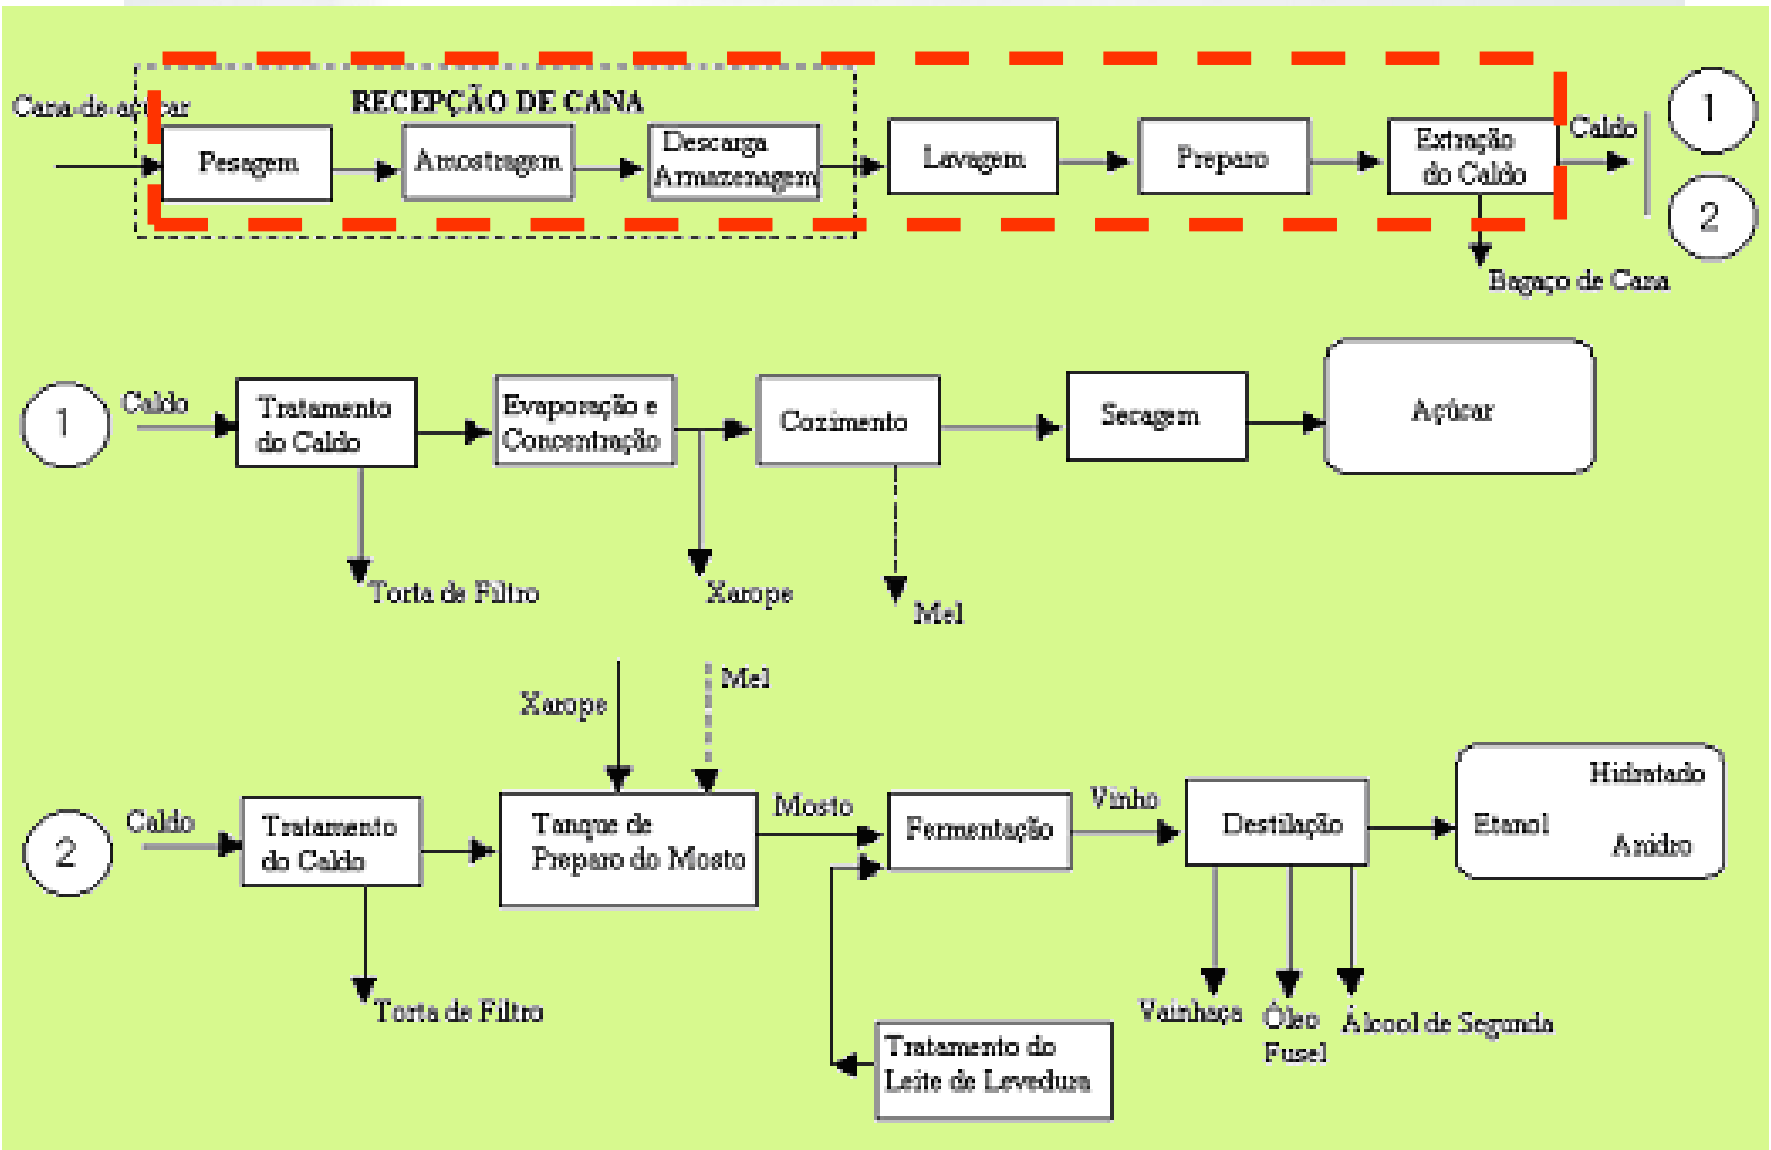 RECEPÇÃO DE CANA
Cana-de-açúcar
Pesagem
Amostragem
Descarga
Armazenagem
Lavagem
Preparo
Extração
do Caldo
Caldo
1
2
Bagaço de Cana
1
Caldo
Tratamento
do Caldo
Evaporação e
Concentração
Cozimento
Secagem
Açúcar
Torta de Filtro
Xarope
Mel
Xarope
Mel
2
Caldo
Tratamento
do Caldo
Tanque de
Preparo do Mosto
Mosto
Fermentação
Vinho
Destilação
Etanol
Hidratado
Anidro
Torta de Filtro
Vainhaça
Óleo
Fusel
Álcool de Segunda
Tratamento do
Leite de Levedura